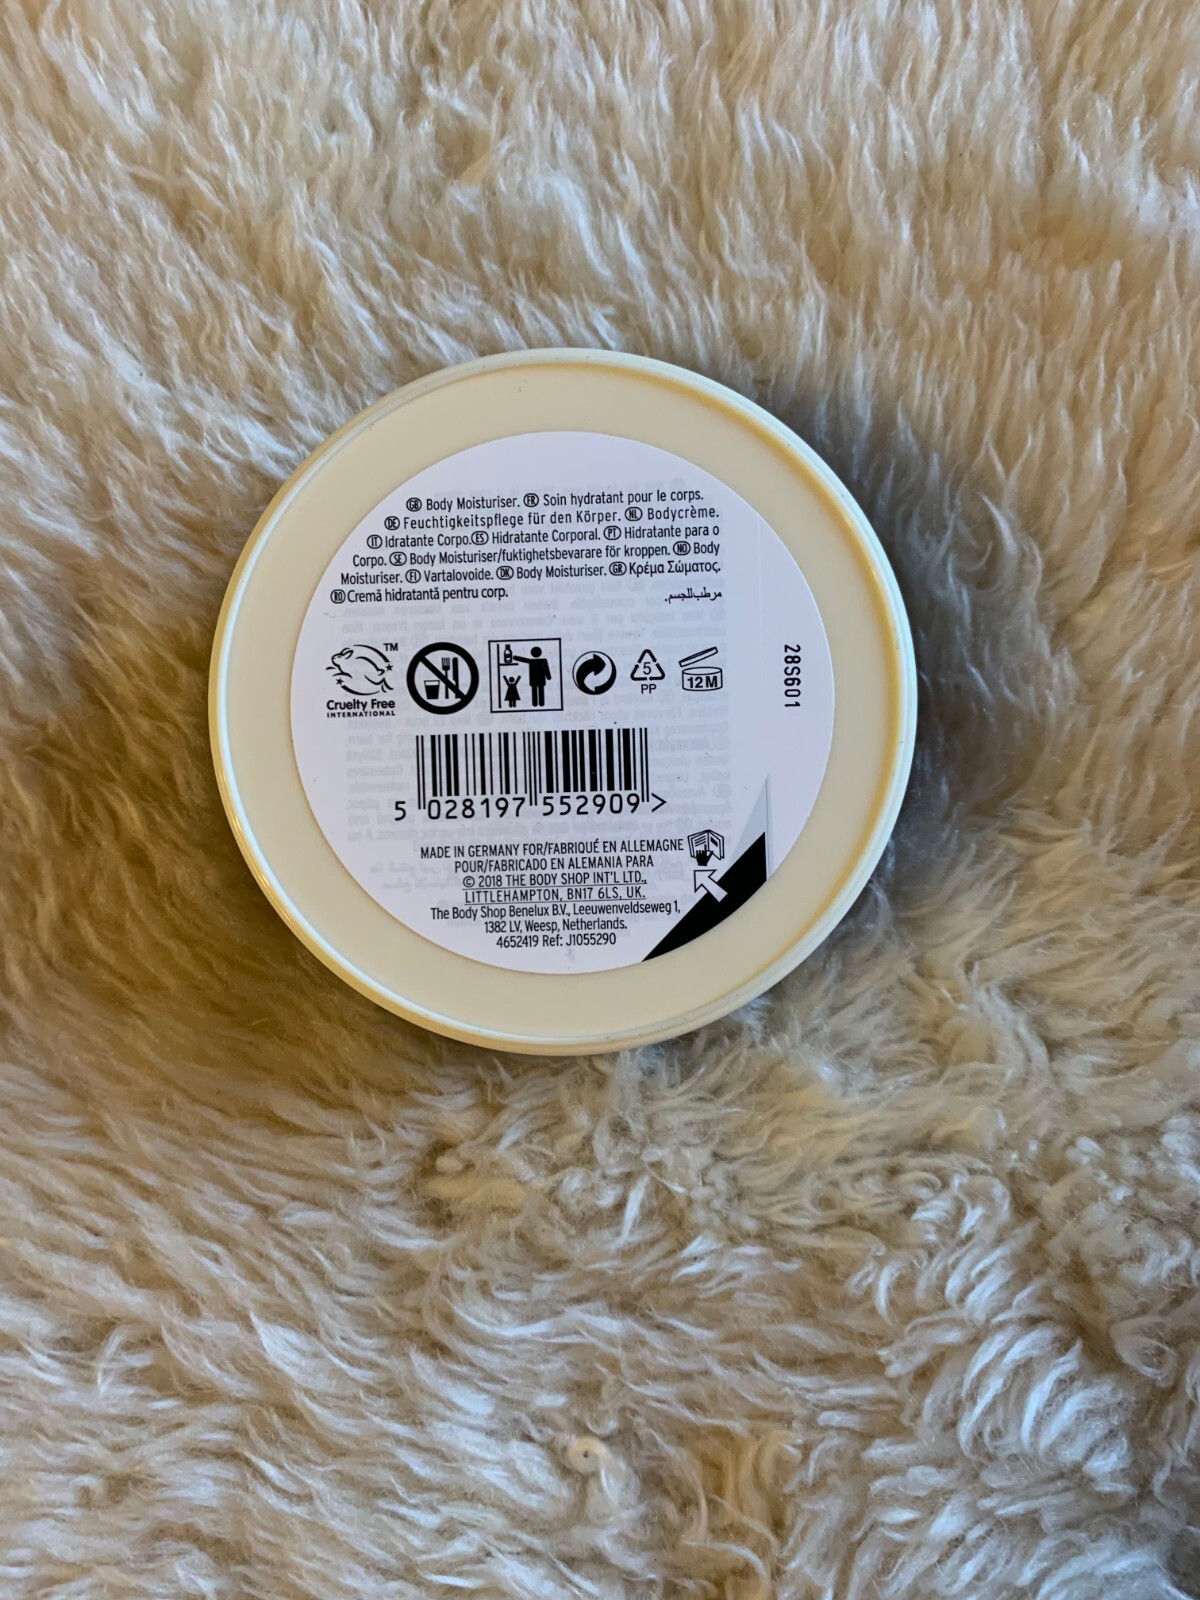 GB Body Moisturiser. FR Soin hydratant pour le corps.
DE Feuchtigkeitspflege für den Körper. NL Bodycrème.
IT Idratante Corpo. ES Hidratante Corporal. PT Hidratante para o
Corpo. SE Body Moisturiser/fuktighetsbevarare för kroppen. NO Body
Moisturiser. FI Vartalovoide. DK Body Moisturiser. GR Κρέμα Σώματος.
RO Cremă hidratantă pentru corp. مرطب للجسم.
TM
Cruelty Free
INTERNATIONAL
5
PP
12 M
28S601
5 028197 552909 >
MADE IN GERMANY FOR/FABRIQUÉ EN ALLEMAGNE
POUR/FABRICADO EN ALEMANIA PARA
© 2018 THE BODY SHOP INT'L LTD.,
LITTLEHAMPTON, BN17 6LS, UK.
The Body Shop Benelux B.V., Leeuwenveldseweg 1,
1382 LV, Weesp, Netherlands.
4652419 Ref: J1055290